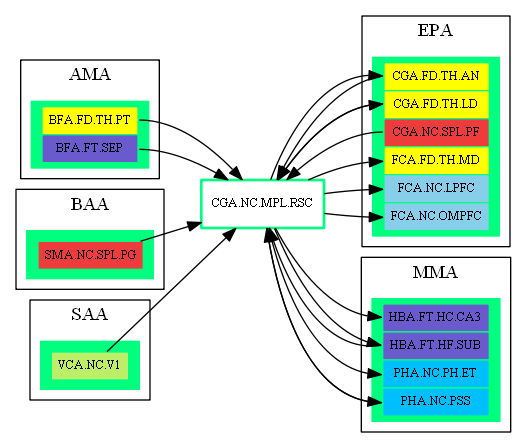 AMA
BFA.FD.TH.PT
BFA.FT.SEP
BAA
SMA.NC.SPL.PG
SAA
VCA.NC.V1
CGA.NC.MPL.RSC
EPA
CGA.FD.TH.AN
CGA.FD.TH.LD
CGA.NC.SPL.PF
FCA.FD.TH.MD
FCA.NC.LPFC
FCA.NC.OMPFC
MMA
HBA.FT.HC.CA3
HBA.FT.HF.SUB
PHA.NC.PH.ET
PHA.NC.PSS